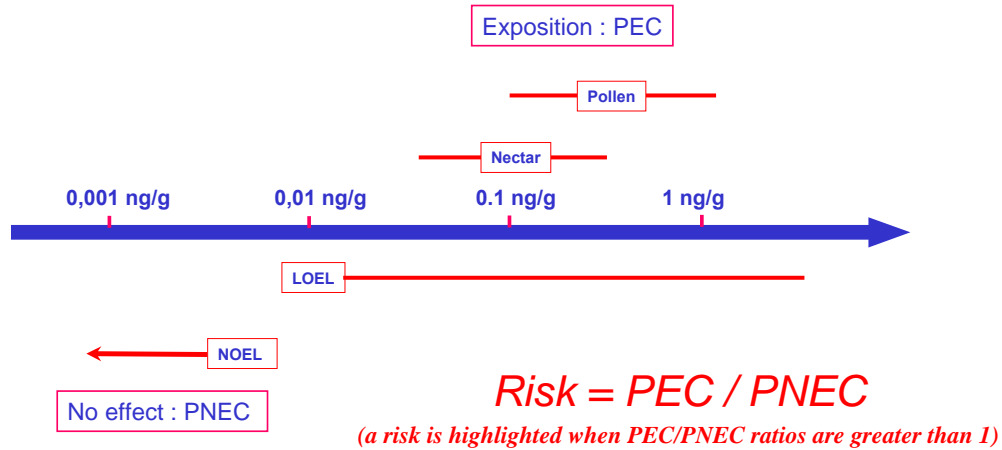 Exposition : PEC
Pollen
Nectar
0,001 ng/g
0,01 ng/g
0.1 ng/g
1 ng/g
LOEL
NOEL
No effect : PNEC
Risk = PEC / PNEC
(a risk is highlighted when PEC/PNEC ratios are greater than 1)